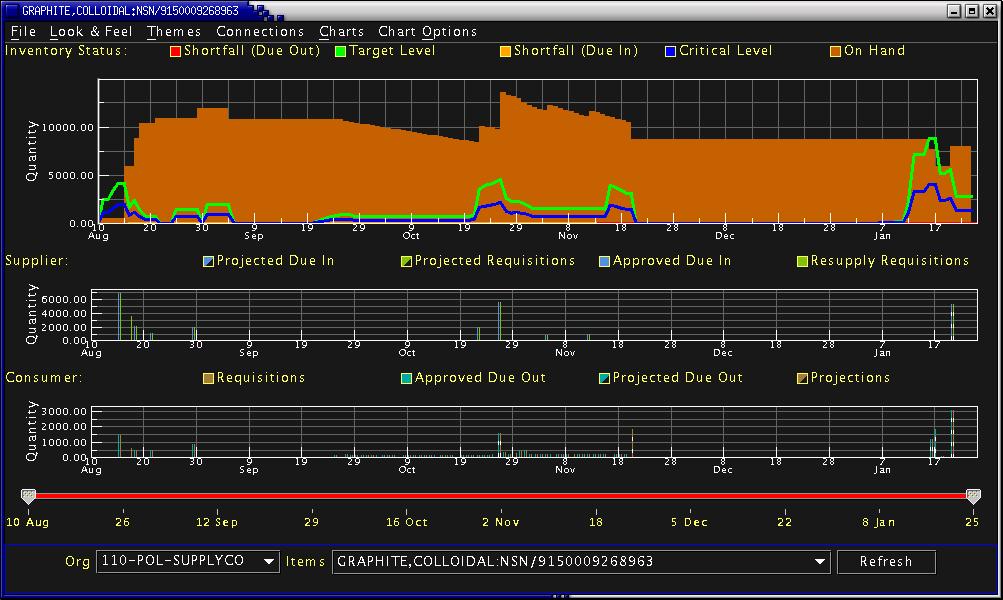 GRAPHITE,COLLOIDAL:NSN/9150009268963
File Look & Feel Themes Connections Charts Chart Options
Inventory Status: Shortfall (Due Out) Target Level Shortfall (Due In) Critical Level On Hand
Quantity
10000.00
5000.00
0.00
10 20 30 9 19 29 9 19 29 8 18 28 8 18 28 7 17
Aug Sep Oct Nov Dec Jan
Supplier: Projected Due In Projected Requisitions Approved Due In Resupply Requisitions
Quantity
6000.00
4000.00
2000.00
0.00
10 20 30 9 19 29 9 19 29 8 18 28 8 18 28 7 17
Aug Sep Oct Nov Dec Jan
Consumer: Requisitions Approved Due Out Projected Due Out Projections
Quantity
3000.00
2000.00
1000.00
0.00
10 20 30 9 19 29 9 19 29 8 18 28 8 18 28 7 17
Aug Sep Oct Nov Dec Jan
10 Aug 26 12 Sep 29 16 Oct 2 Nov 18 5 Dec 22 8 Jan 25
Org 110-POL-SUPPLYCO Items GRAPHITE,COLLOIDAL:NSN/9150009268963 Refresh